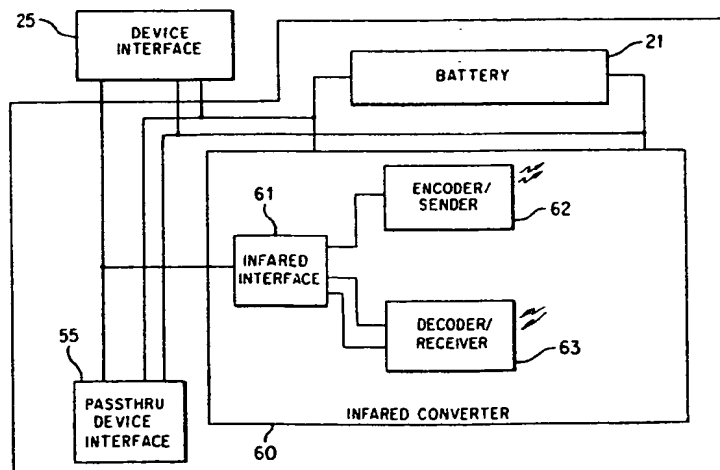 25
DEVICE
INTERFACE
21
BATTERY
61
ENCODER/
SENDER
62
INFARED
INTERFACE
DECODER/
RECEIVER
63
55
PASSTHRU
DEVICE
INTERFACE
INFARED CONVERTER
60